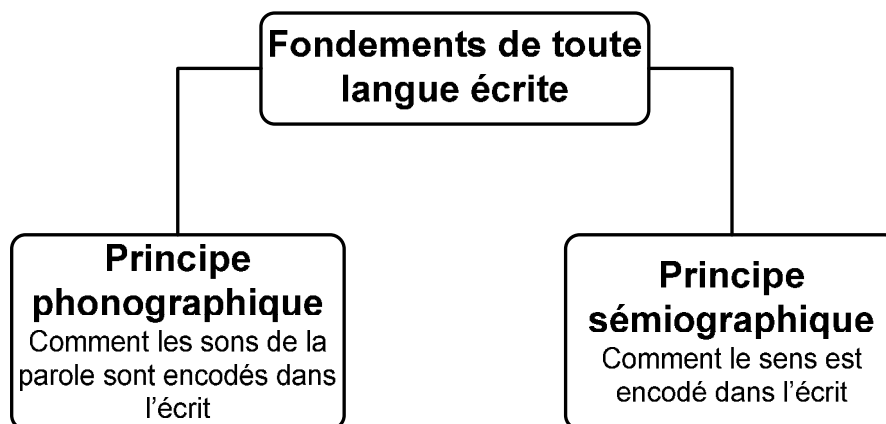 Fondements de toute
langue écrite
Principe
phonographique
Comment les sons de la
parole sont encodés dans
l'écrit
Principe
sémiographique
Comment le sens est
encodé dans l'écrit